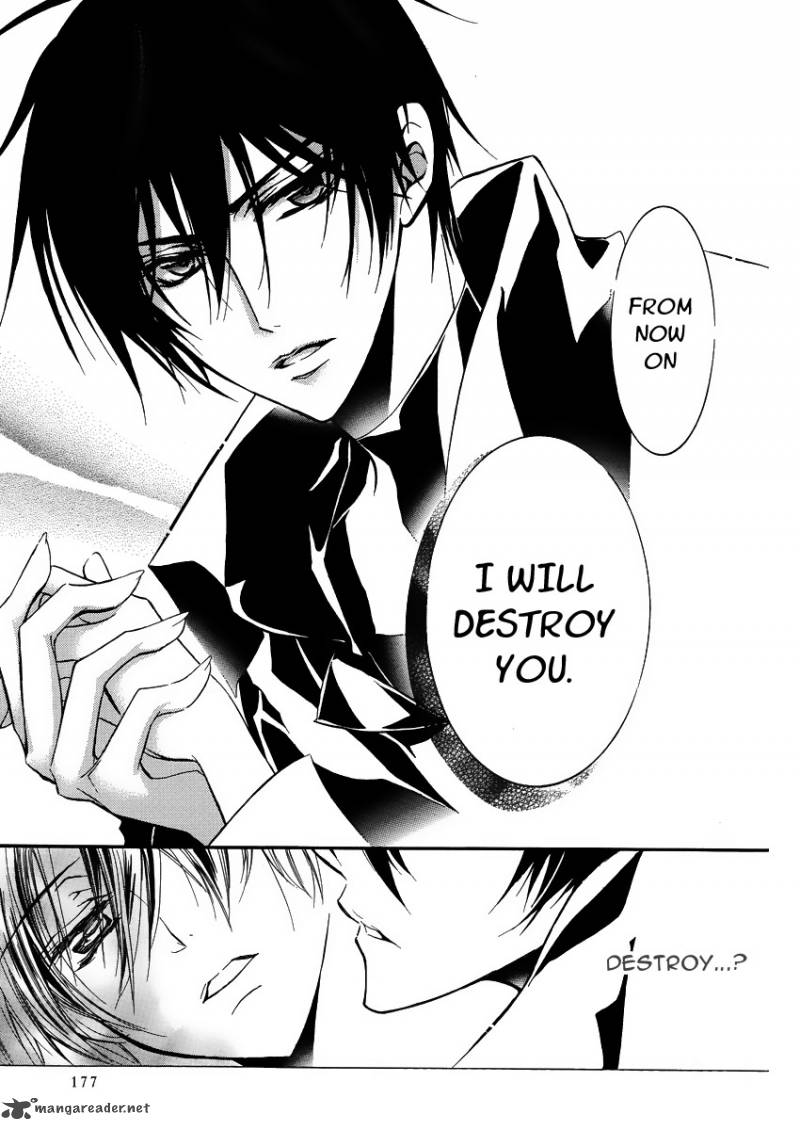 FROM
NOW
ON
I WILL
DESTROY
YOU.
DESTROY...?
177
mangareader.net